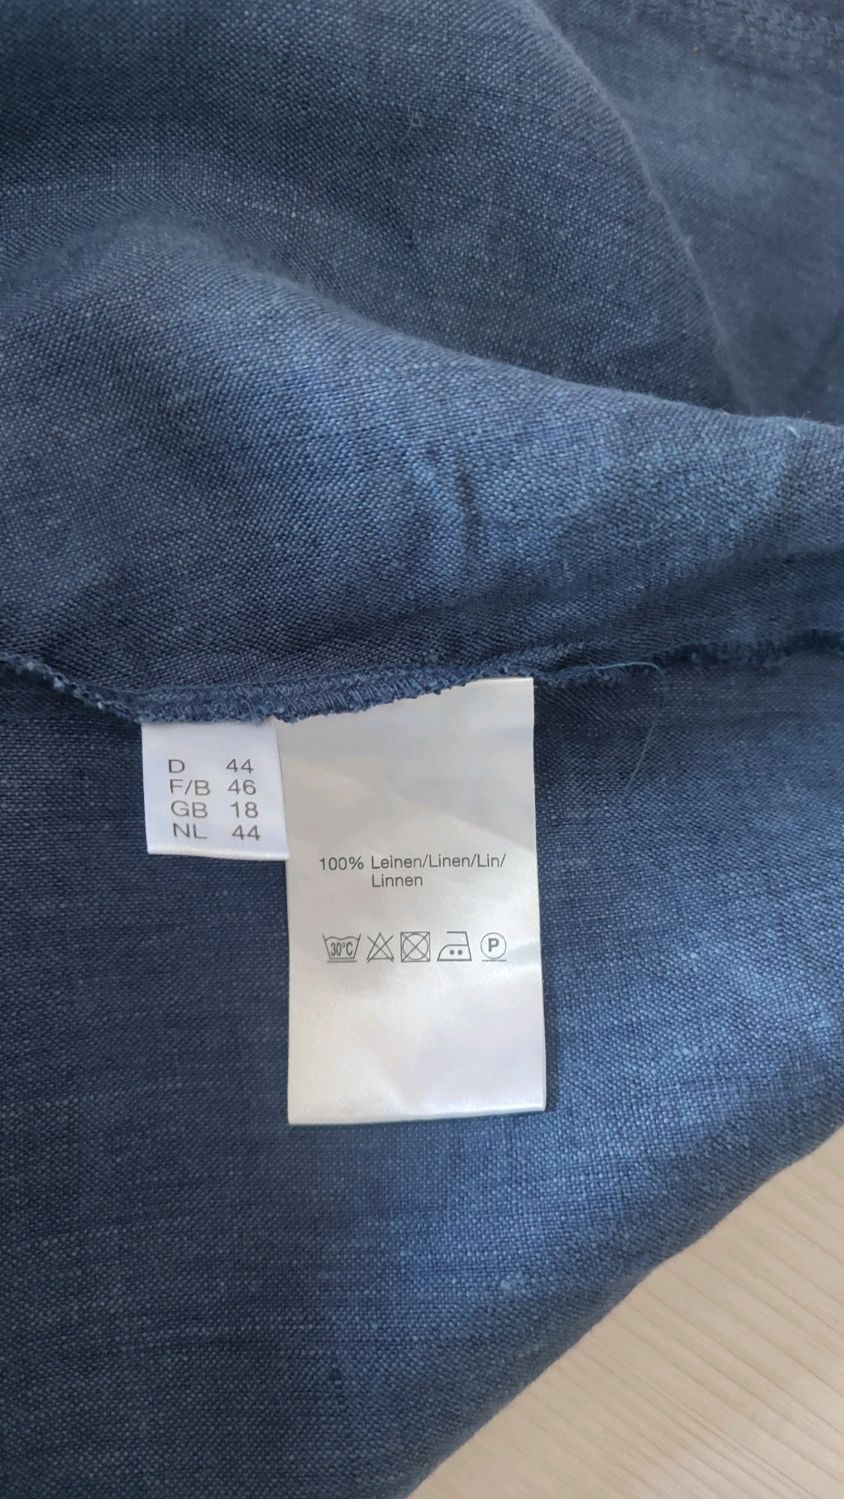 D 44
F/B 46
GB 18
NL 44
100% Leinen/Linen/Lin/
Linnen
30°C P